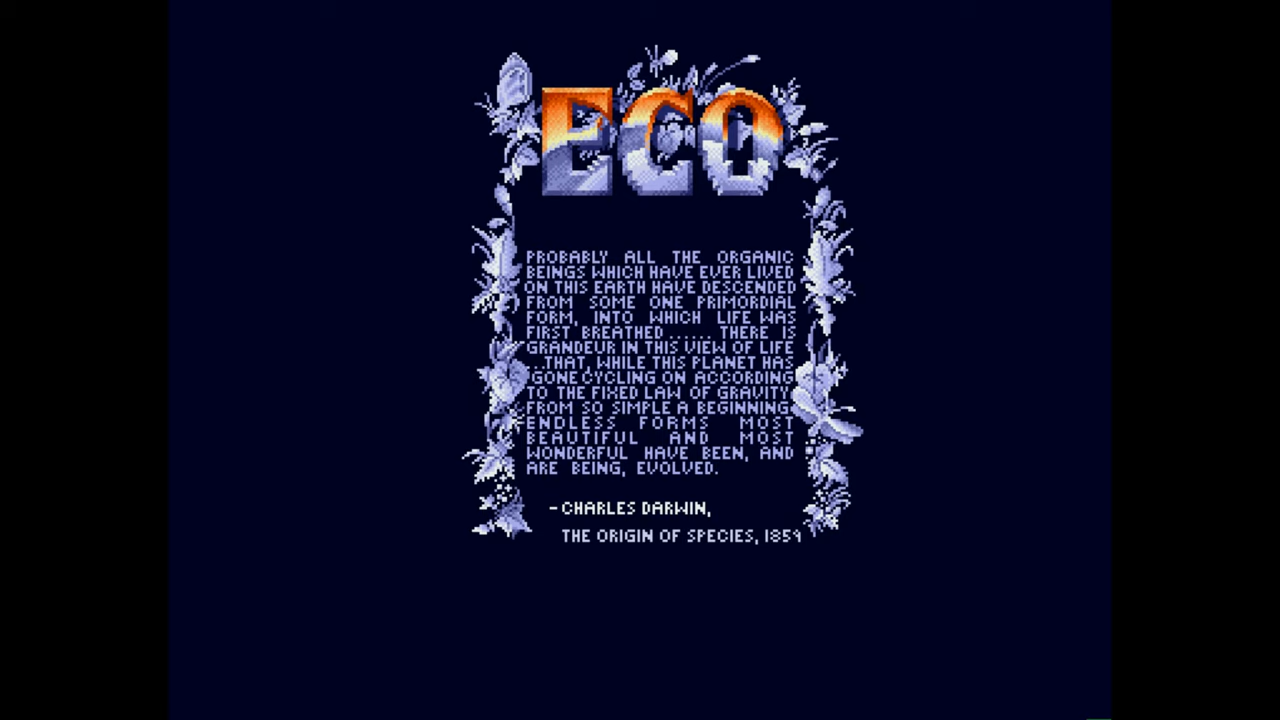 ECO
PROBABLY ALL THE ORGANIC
BEINGS WHICH HAVE EVER LIVED
ON THIS EARTH HAVE DESCENDED
FROM SOME ONE PRIMORDIAL
FORM, INTO WHICH LIFE WAS
FIRST BREATHED...... THERE IS
GRANDEUR IN THIS VIEW OF LIFE
...THAT, WHILE THIS PLANET HAS
GONE CYCLING ON ACCORDING
TO THE FIXED LAW OF GRAVITY
FROM SO SIMPLE A BEGINNING
ENDLESS FORMS MOST
BEAUTIFUL AND MOST
WONDERFUL HAVE BEEN, AND
ARE BEING, EVOLVED.
-CHARLES DARWIN,
THE ORIGIN OF SPECIES, 1859